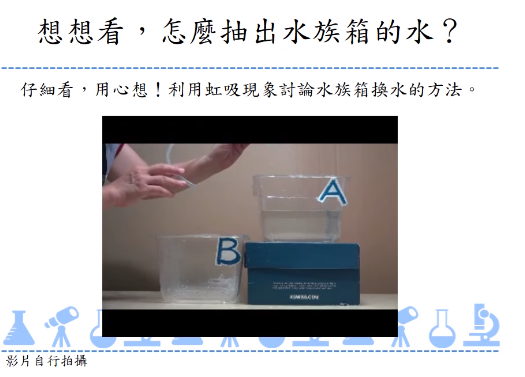 想想看，怎麼抽出水族箱的水？
仔細看，用心想！利用虹吸現象討論水族箱換水的方法。
A
B
影片自行拍攝